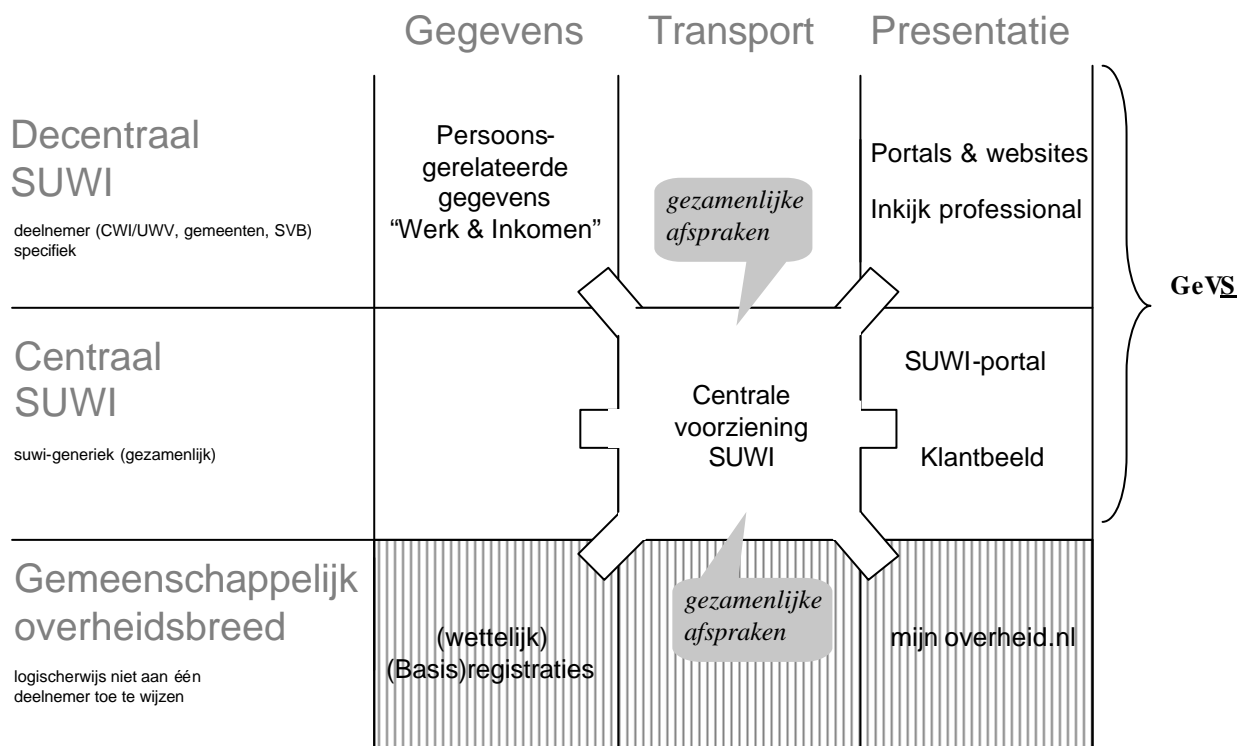 Gegevens Transport Presentatie
Decentraal
SUWI
deelnemer (CWI/UWV, gemeenten, SVB)
specifiek
Persoons-
gerelateerde
gegevens
“Werk & Inkomen”
gezamenlijke
afspraken
Portals & websites
Inkijk professional
GeVS
Centraal
SUWI
suwi-generiek (gezamenlijk)
Centrale
voorziening
SUWI
SUWI-portal
Klantbeeld
Gemeenschappelijk
overheidsbreed
logischerwijs niet aan één
deelnemer toe te wijzen
(wettelijk)
(Basis)registraties
gezamenlijke
afspraken
mijn overheid.nl